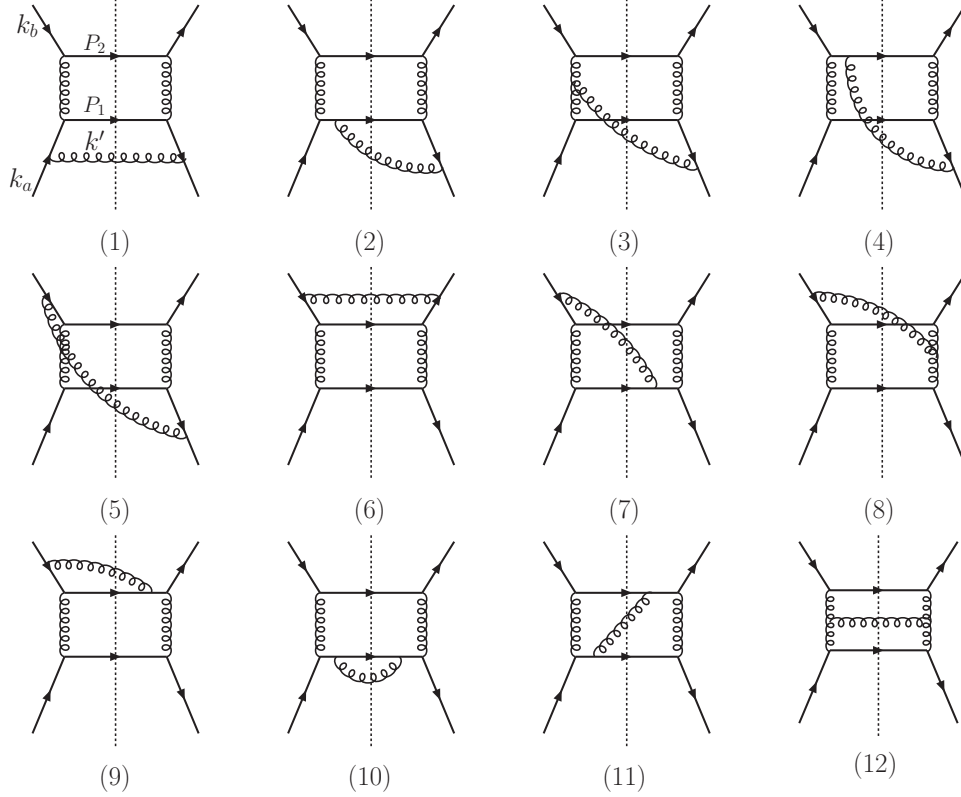 k_b
P_2
P_1
k'
k_a
(1) (2) (3) (4)
(5) (6) (7) (8)
(9) (10) (11) (12)